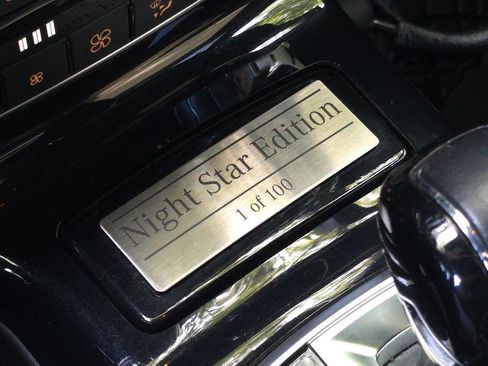 Night Star Edition
1 of 100